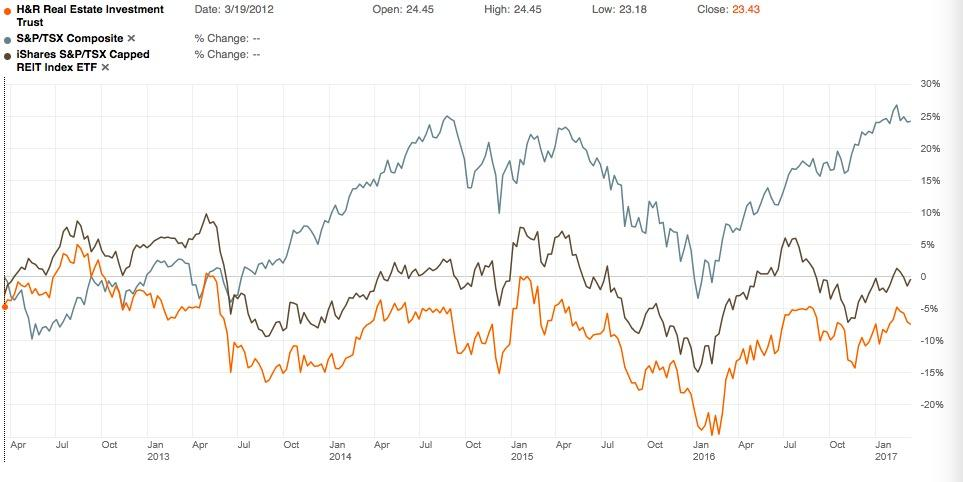 H&R Real Estate Investment Trust Date: 3/19/2012 Open: 24.45 High: 24.45 Low: 23.18 Close: 23.43
S&P/TSX Composite ✕ % Change: --
iShares S&P/TSX Capped REIT Index ETF ✕ % Change: --
30%
25%
20%
15%
10%
5%
0
-5%
-10%
-15%
-20%
Apr Jul Oct Jan Apr Jul Oct Jan Apr Jul Oct Jan Apr Jul Oct Jan Apr Jul Oct Jan
2013 2014 2015 2016 2017